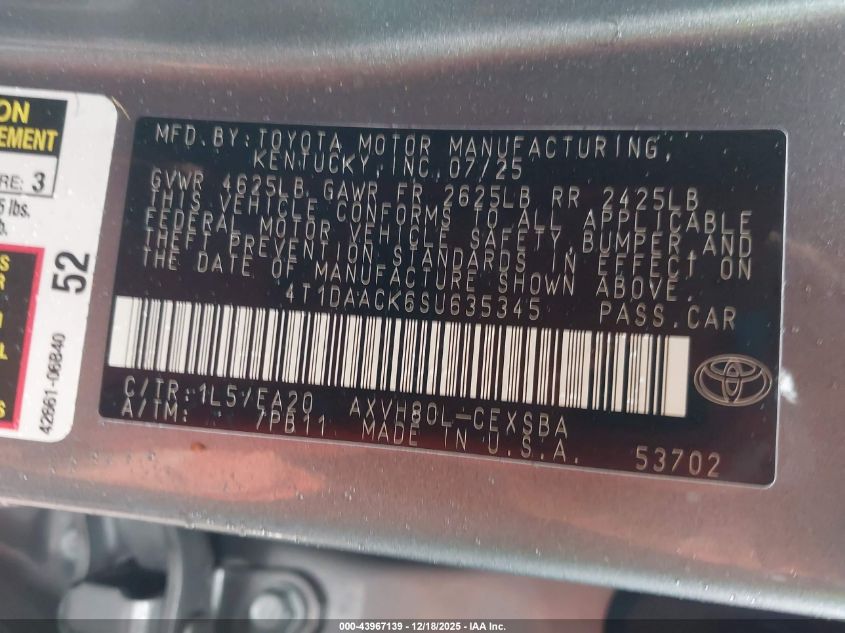 ON
EMENT
RE: 3
5 lbs.
b.
S
R
L
S
52
42661-06B40
MFD.BY:TOYOTA MOTOR MANUFACTURING,
KENTUCKY,INC.07/25
GVWR 4625LB,GAWR FR 2625LB RR 2425LB
THIS VEHICLE CONFORMS TO ALL APPLICABLE
FEDERAL MOTOR VEHICLE SAFETY,BUMPER AND
THEFT PREVENTION STANDARDS IN EFFECT ON
THE DATE OF MANUFACTURE SHOWN ABOVE.
4T1DAACK6SU635345 PASS.CAR
C/TR:1L5/EA20 AXVH80L-CEXSBA
A/TM: 7PB11 MADE IN U.S.A. 53702
000-43967139 - 12/18/2025 - IAA Inc.